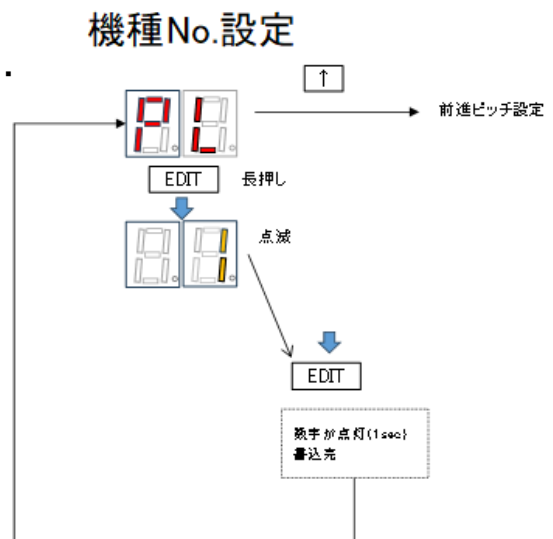 機種No.設定
↑
PL
前進ピッチ設定
EDIT 長押し
1
点滅
EDIT
数字が点灯(1sec)
書込完